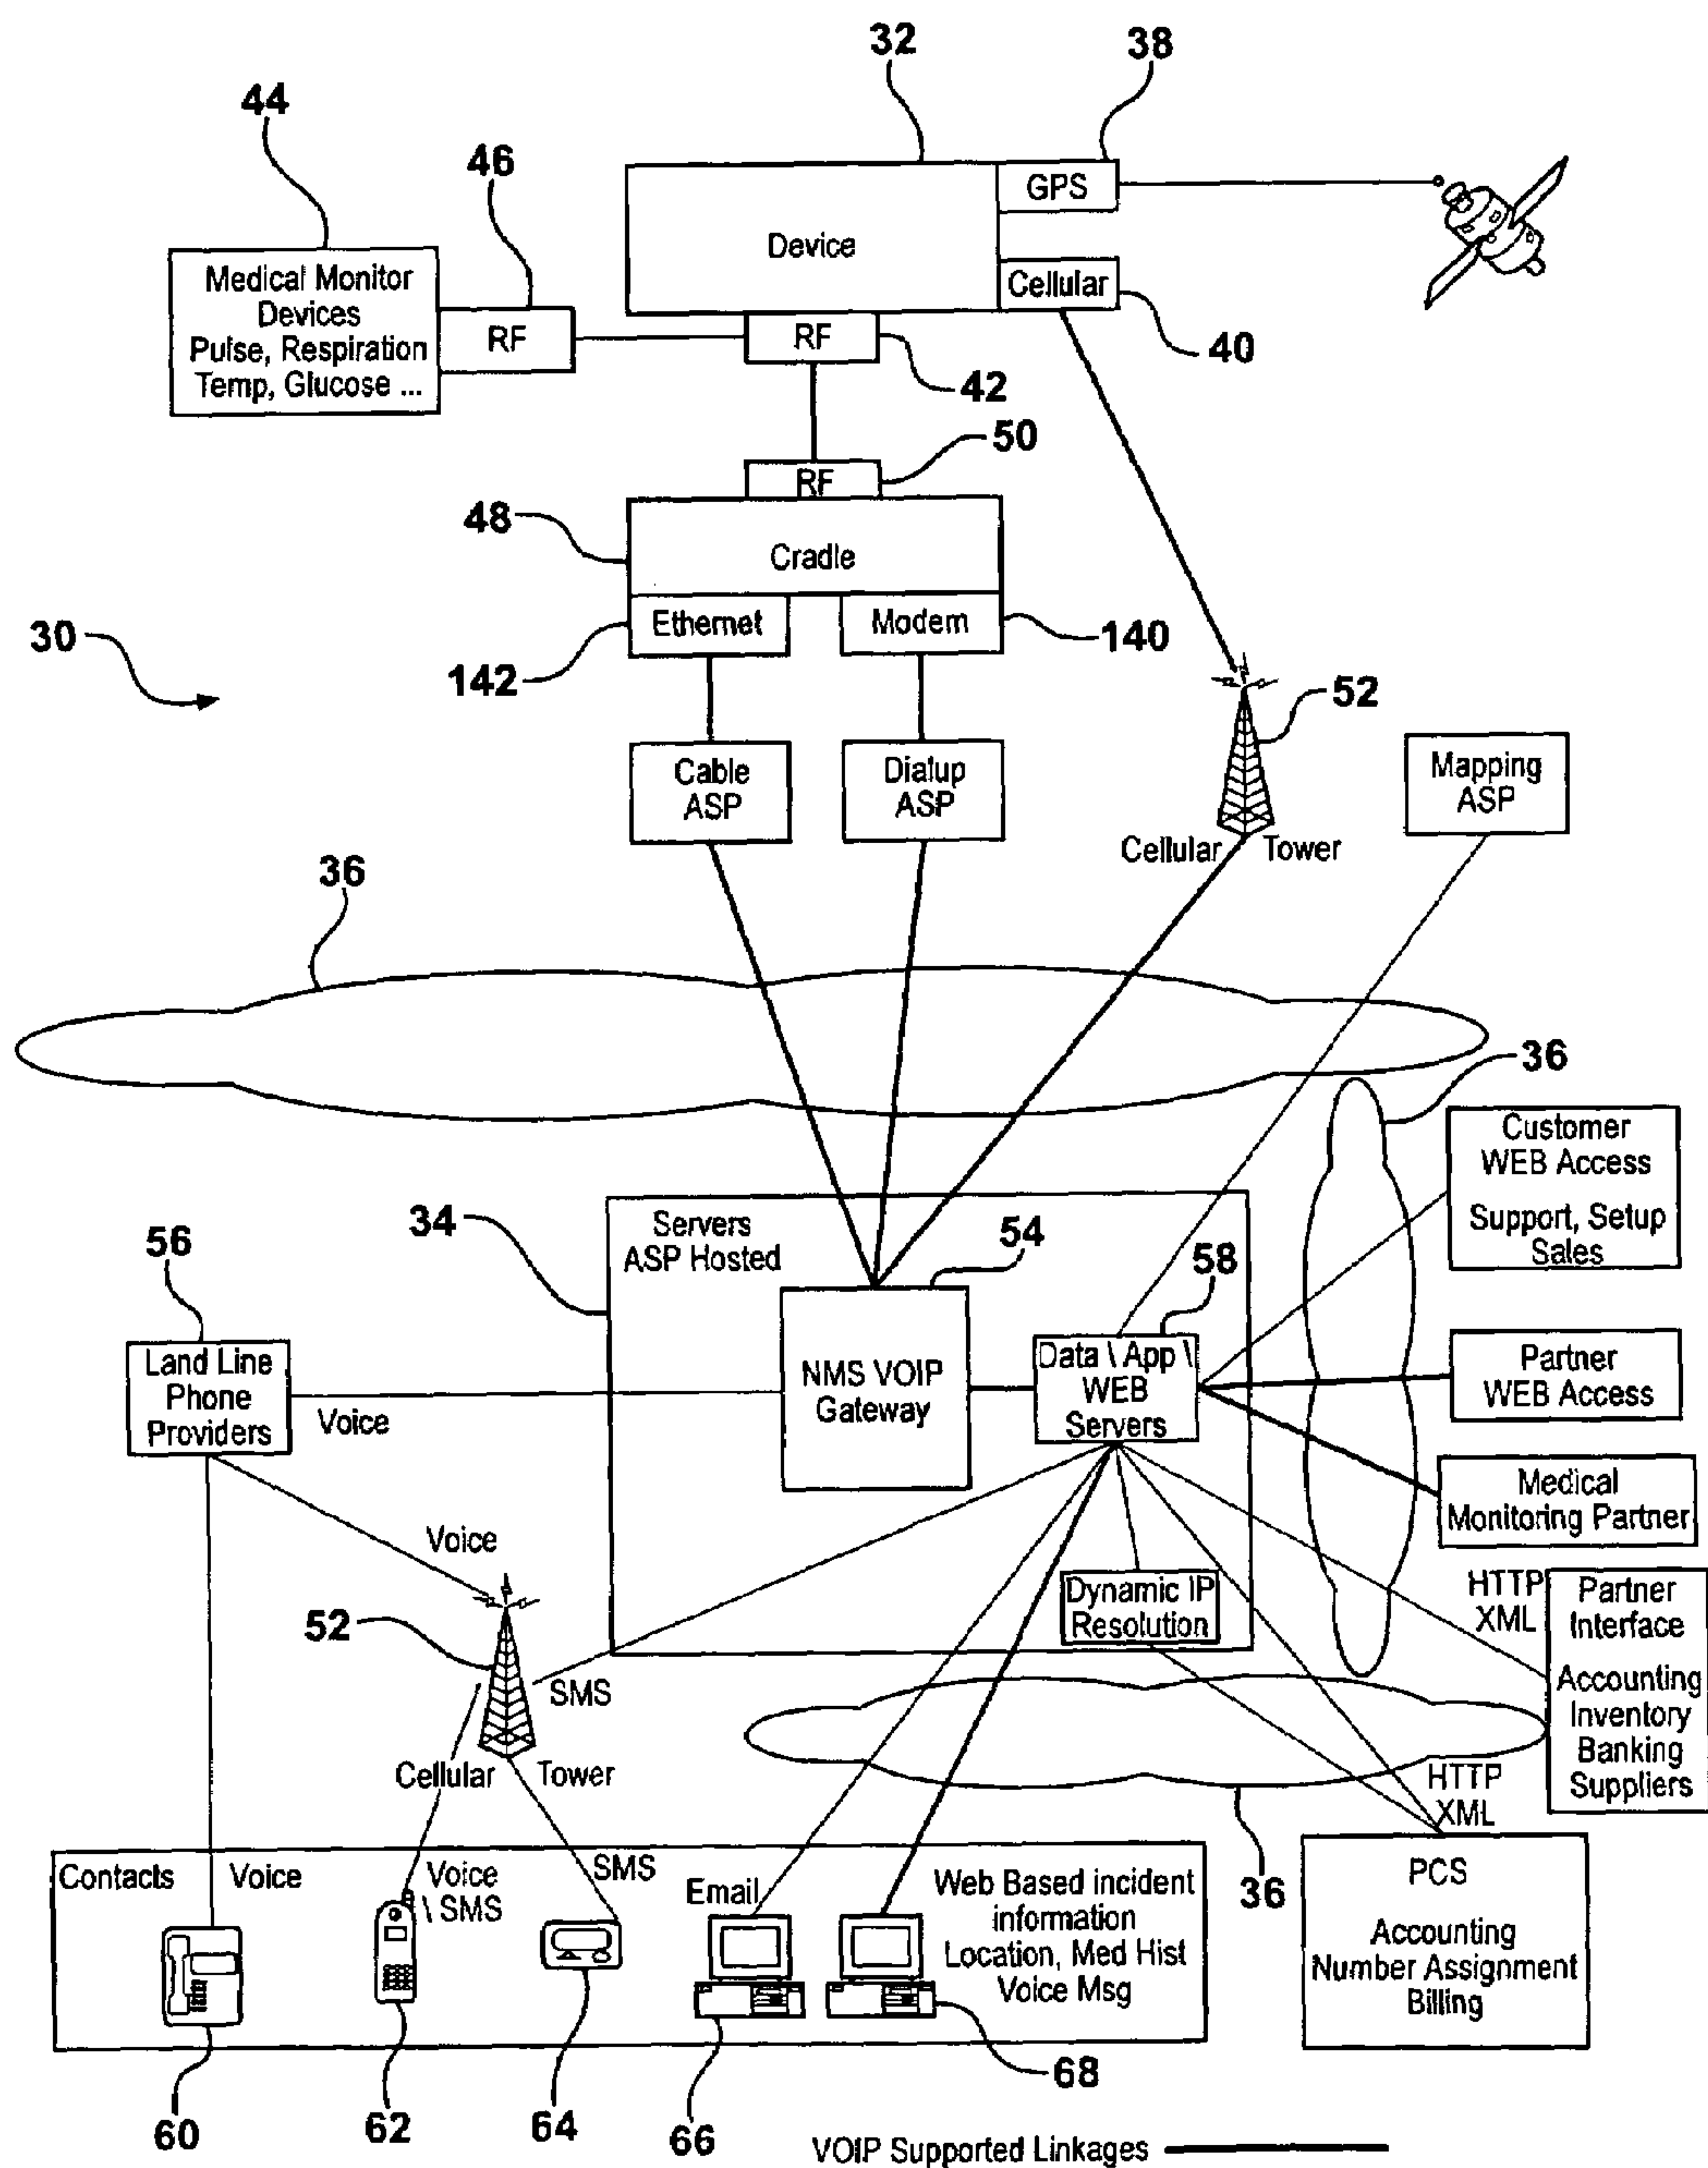 32
38
44
46
GPS
Device
Cellular
40
Medical Monitor
Devices
Pulse, Respiration
Temp, Glucose ...
RF
RF
42
50
RF
48
Cradle
Ethernet
Modem
140
142
30
52
Cable
ASP
Dialup
ASP
Mapping
ASP
Cellular Tower
36
36
Customer
WEB Access
Support, Setup
Sales
34
Servers
ASP Hosted
54
58
56
Land Line
Phone
Providers
Voice
NMS VOIP
Gateway
Data \ App \
WEB
Servers
Partner
WEB Access
Medical
Monitoring Partner
Voice
52
SMS
Dynamic IP
Resolution
HTTP
XML
Partner
Interface
Accounting
Inventory
Banking
Suppliers
Cellular Tower
HTTP
XML
36
Contacts
Voice
Voice
\ SMS
SMS
Email
Web Based incident
information
Location, Med Hist
Voice Msg
PCS
Accounting
Number Assignment
Billing
60
62
64
66
68
VOIP Supported Linkages